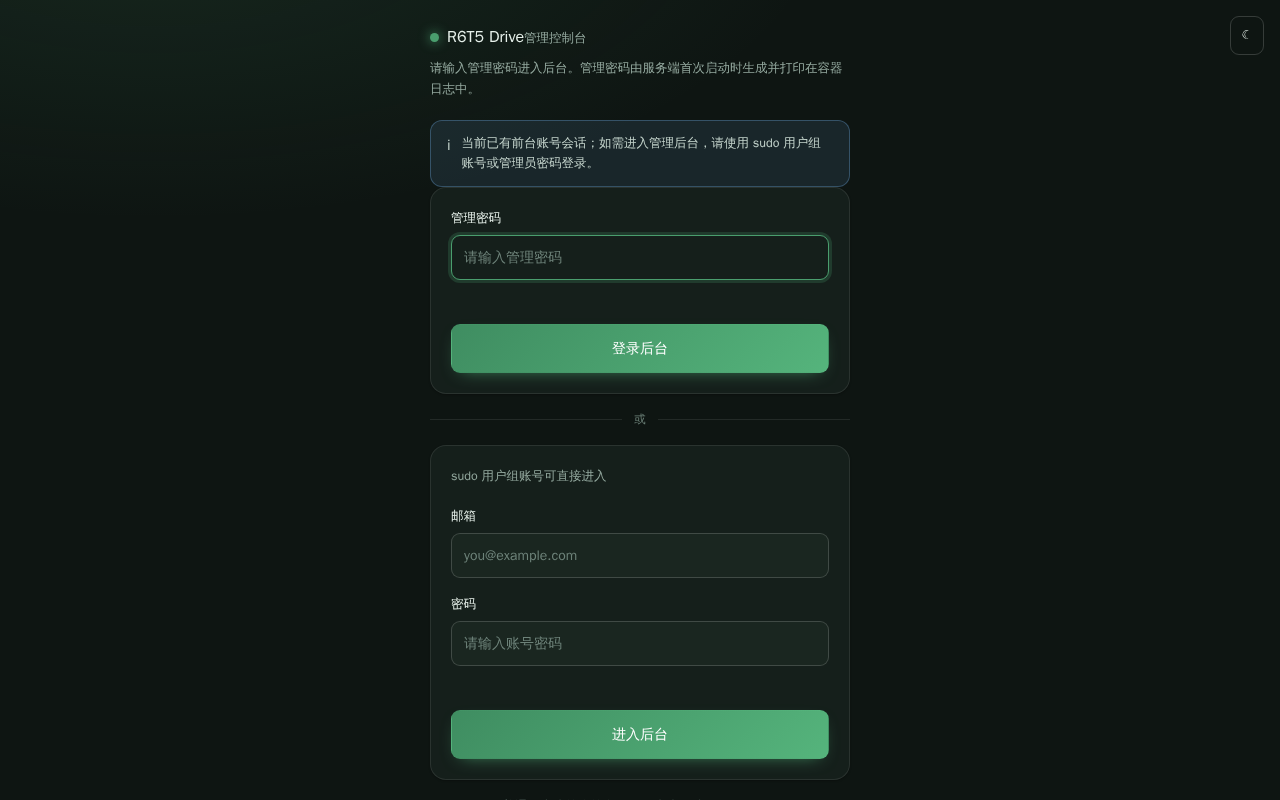 R6T5 Drive管理控制台
请输入管理密码进入后台。管理密码由服务端首次启动时生成并打印在容器
日志中。
i 当前已有前台账号会话；如需进入管理后台，请使用 sudo 用户组
账号或管理员密码登录。
管理密码
请输入管理密码
登录后台
或
sudo 用户组账号可直接进入
邮箱
you@example.com
密码
请输入账号密码
进入后台